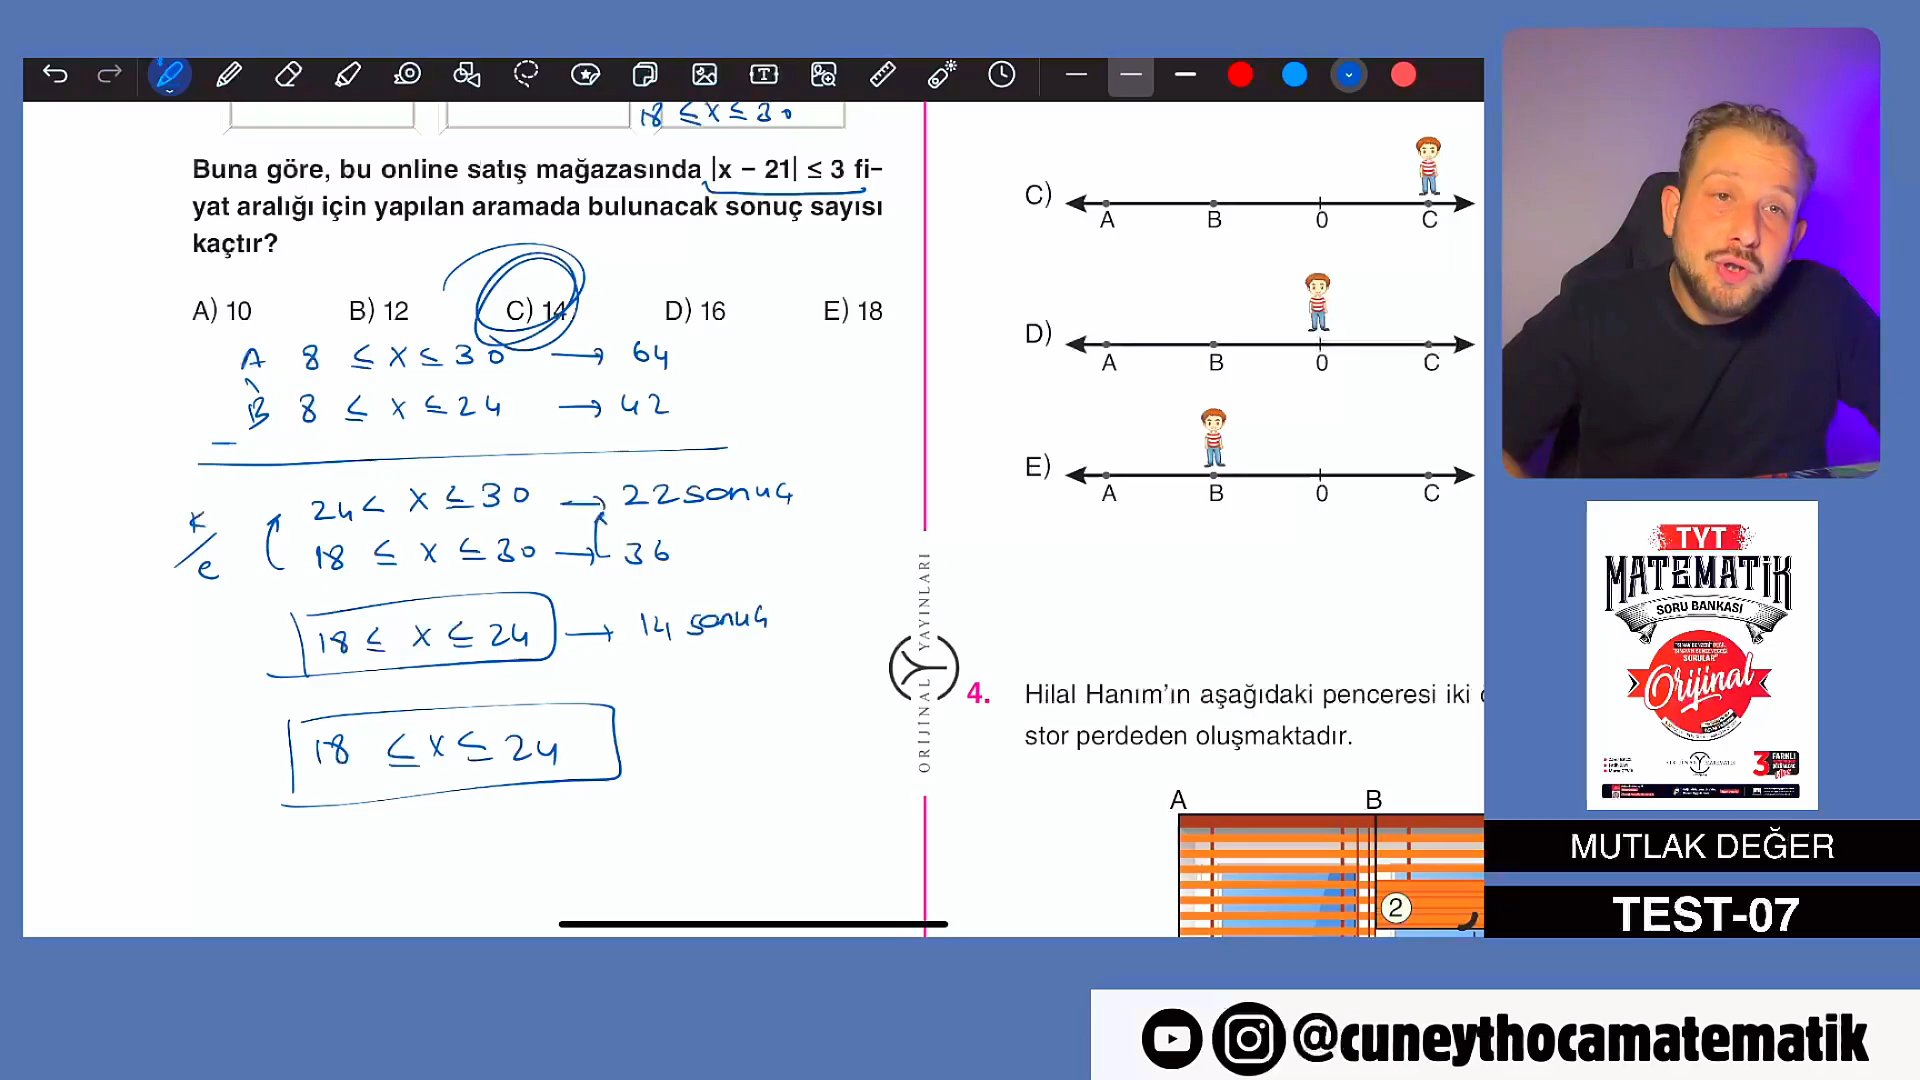 18 ≤ x ≤ 30
Buna göre, bu online satış mağazasında |x − 21| ≤ 3 fi-
yat aralığı için yapılan aramada bulunacak sonuç sayısı
kaçtır?
A) 10 B) 12 C) 14 D) 16 E) 18
A 8 ≤ x ≤ 30 → 64
B 8 ≤ x ≤ 24 → 42
24 < x ≤ 30 → 22 sonuç
18 ≤ x ≤ 30 → 36
K/e
18 ≤ x ≤ 24 → 14 sonuç
18 ≤ x ≤ 24
ORİJİNAL YAYINLARI
C)
A B 0 C
D)
A B 0 C
E)
A B 0 C
4. Hilal Hanım'ın aşağıdaki penceresi iki
stor perdeden oluşmaktadır.
A B
2
TYT
MATEMATİK
SORU BANKASI
Orijinal
3 FARKLI
MUTLAK DEĞER
TEST-07
@cuneythocamatematik